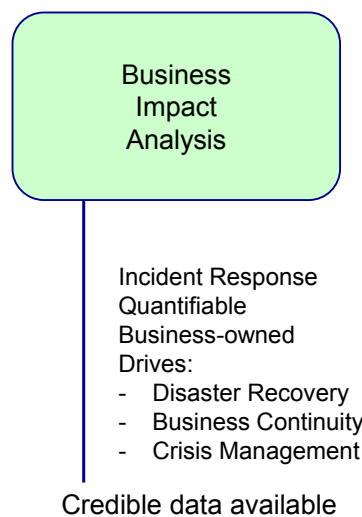 Business
Impact
Analysis
Incident Response
Quantifiable
Business-owned
Drives:
- Disaster Recovery
- Business Continuity
- Crisis Management
Credible data available